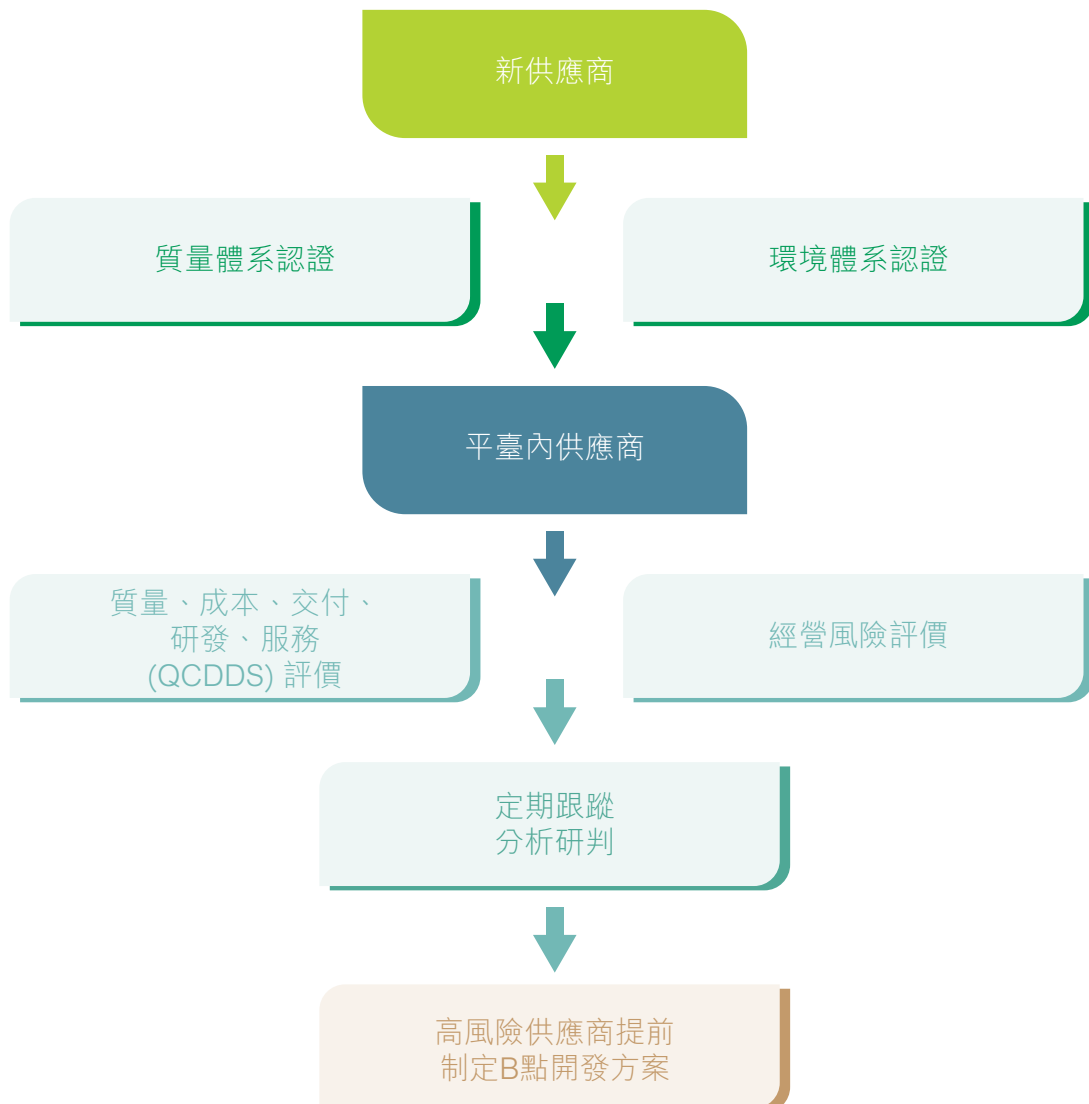 新供應商
質量體系認證
環境體系認證
平臺內供應商
質量、成本、交付、
研發、服務
(QCDDS) 評價
經營風險評價
定期跟蹤
分析研判
高風險供應商提前
制定B點開發方案